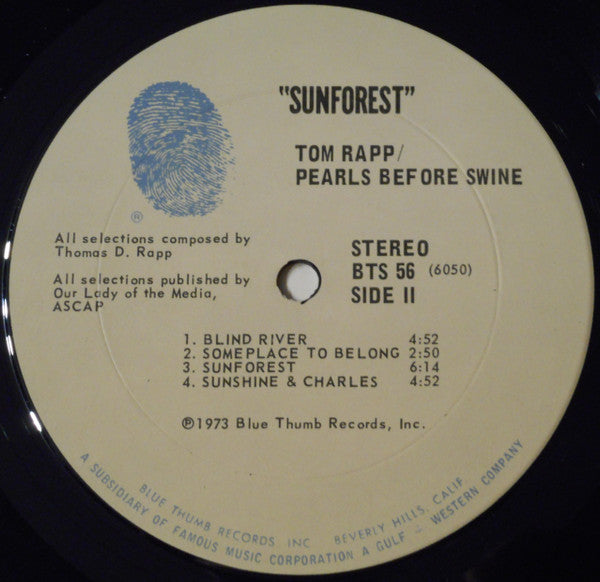 "SUNFOREST"
TOM RAPP/
PEARLS BEFORE SWINE
®
All selections composed by
Thomas D. Rapp
All selections published by
Our Lady of the Media,
ASCAP
STEREO
BTS 56 (6050)
SIDE II
1. BLIND RIVER 4:52
2. SOMEPLACE TO BELONG 2:50
3. SUNFOREST 6:14
4. SUNSHINE & CHARLES 4:52
℗1973 Blue Thumb Records, Inc.
BLUE THUMB RECORDS INC BEVERLY HILLS, CALIF
A SUBSIDIARY OF FAMOUS MUSIC CORPORATION A GULF + WESTERN COMPANY